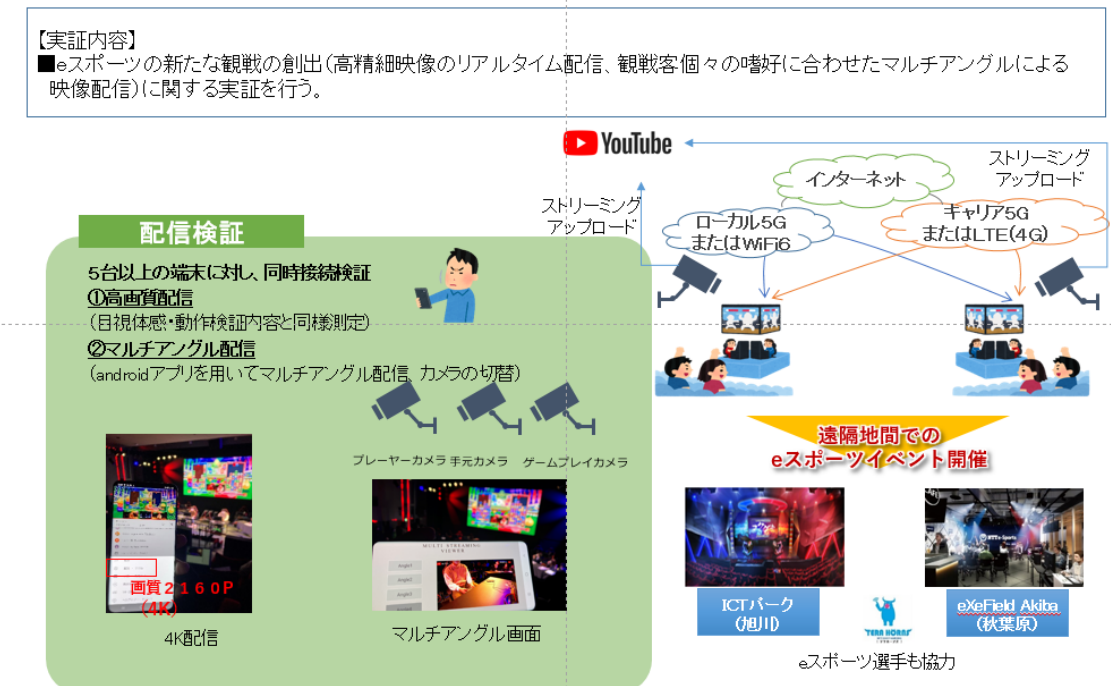 【実証内容】
■eスポーツの新たな観戦の創出（高精細映像のリアルタイム配信、観戦客個々の嗜好に合わせたマルチアングルによる
映像配信）に関する実証を行う。
YouTube
ストリーミング
アップロード
インターネット
ストリーミング
アップロード
ローカル5G
またはWiFi6
キャリア5G
またはLTE(4G)
配信検証
5台以上の端末に対し、同時接続検証
①高画質配信
（目視体感・動作検証内容と同様測定）
②マルチアングル配信
（androidアプリを用いてマルチアングル配信、カメラの切替）
プレーヤーカメラ 手元カメラ ゲームプレイカメラ
画質２１６０P
（4K）
4K配信
MULTI STREAMING
VIEWER
Angle1
マルチアングル画面
遠隔地間での
eスポーツイベント開催
ICTパーク
（旭川）
TERA HORNS
eXeField Akiba
（秋葉原）
eスポーツ選手も協力